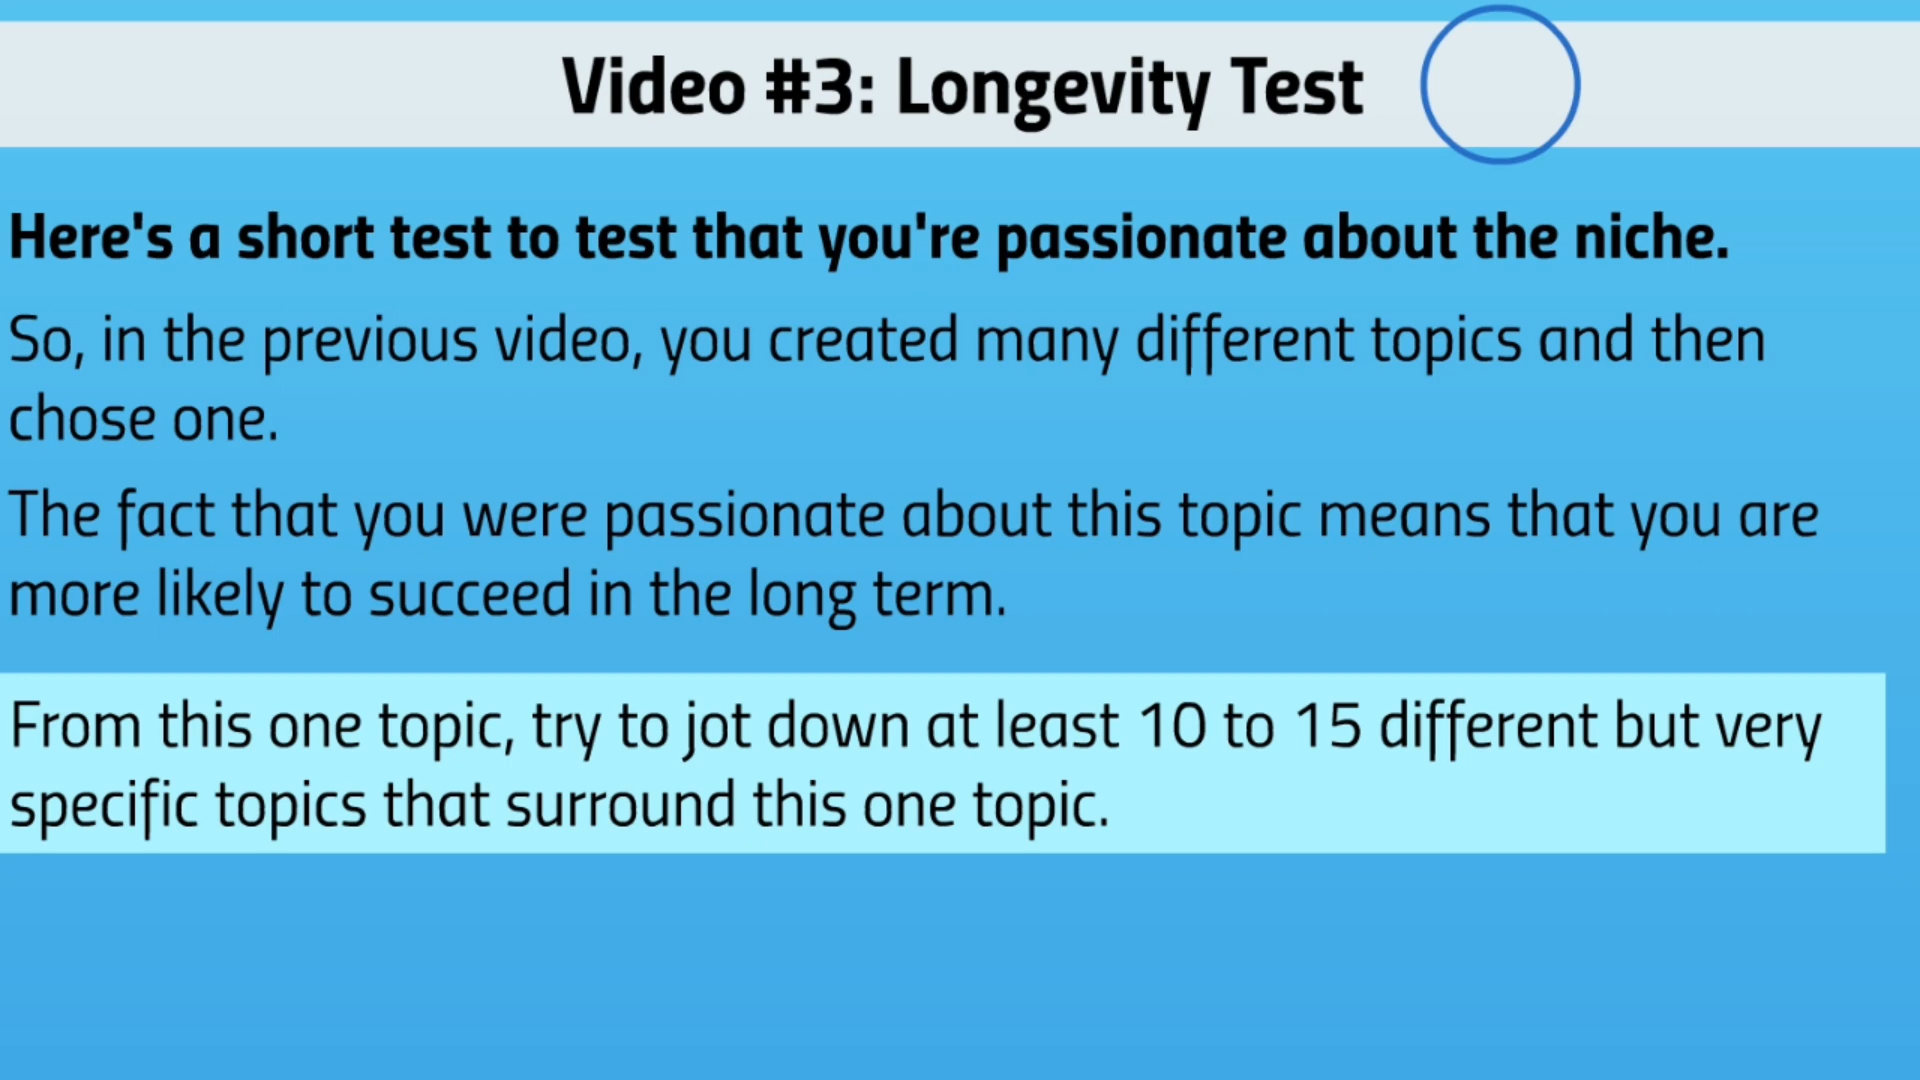 Video #3: Longevity Test
Here's a short test to test that you're passionate about the niche.
So, in the previous video, you created many different topics and then
chose one.
The fact that you were passionate about this topic means that you are
more likely to succeed in the long term.
From this one topic, try to jot down at least 10 to 15 different but very
specific topics that surround this one topic.